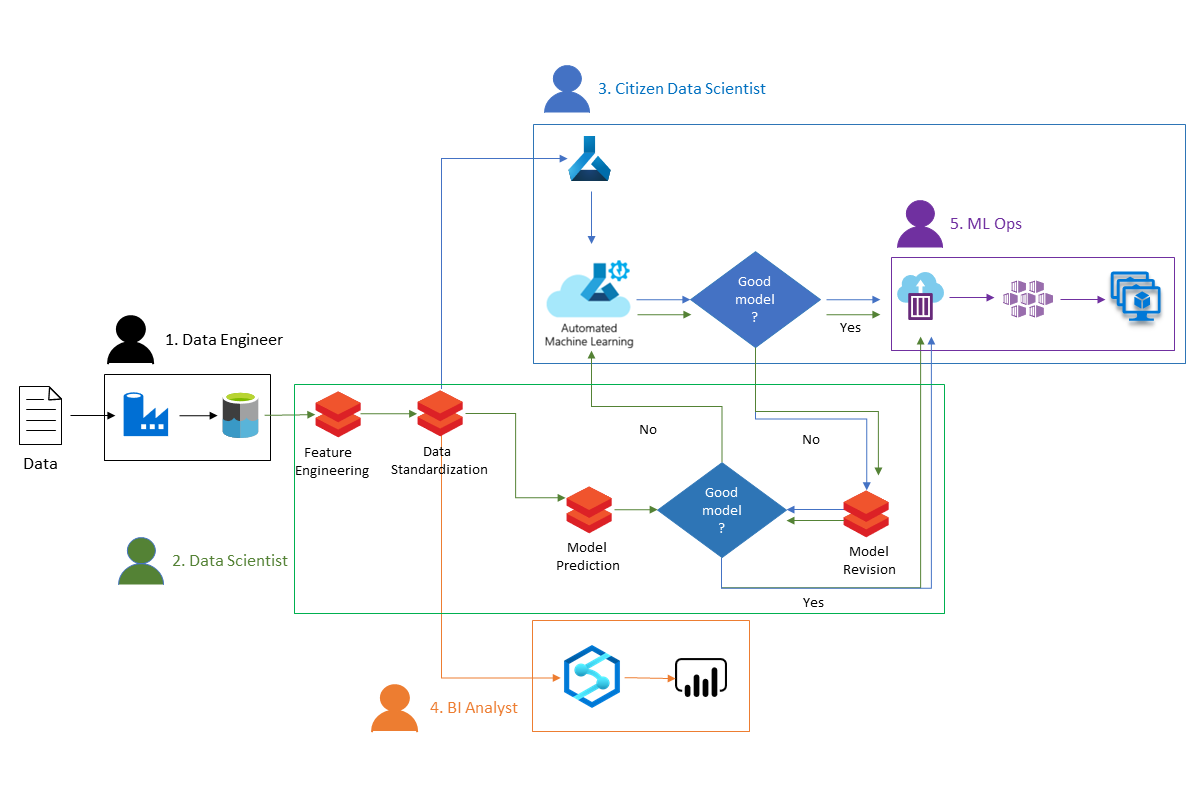 3. Citizen Data Scientist
5. ML Ops
Good
model
?
Yes
Automated
Machine Learning
1. Data Engineer
Data
Feature
Engineering
Data
Standardization
No
No
Good
model
?
Model
Prediction
Model
Revision
2. Data Scientist
Yes
4. BI Analyst